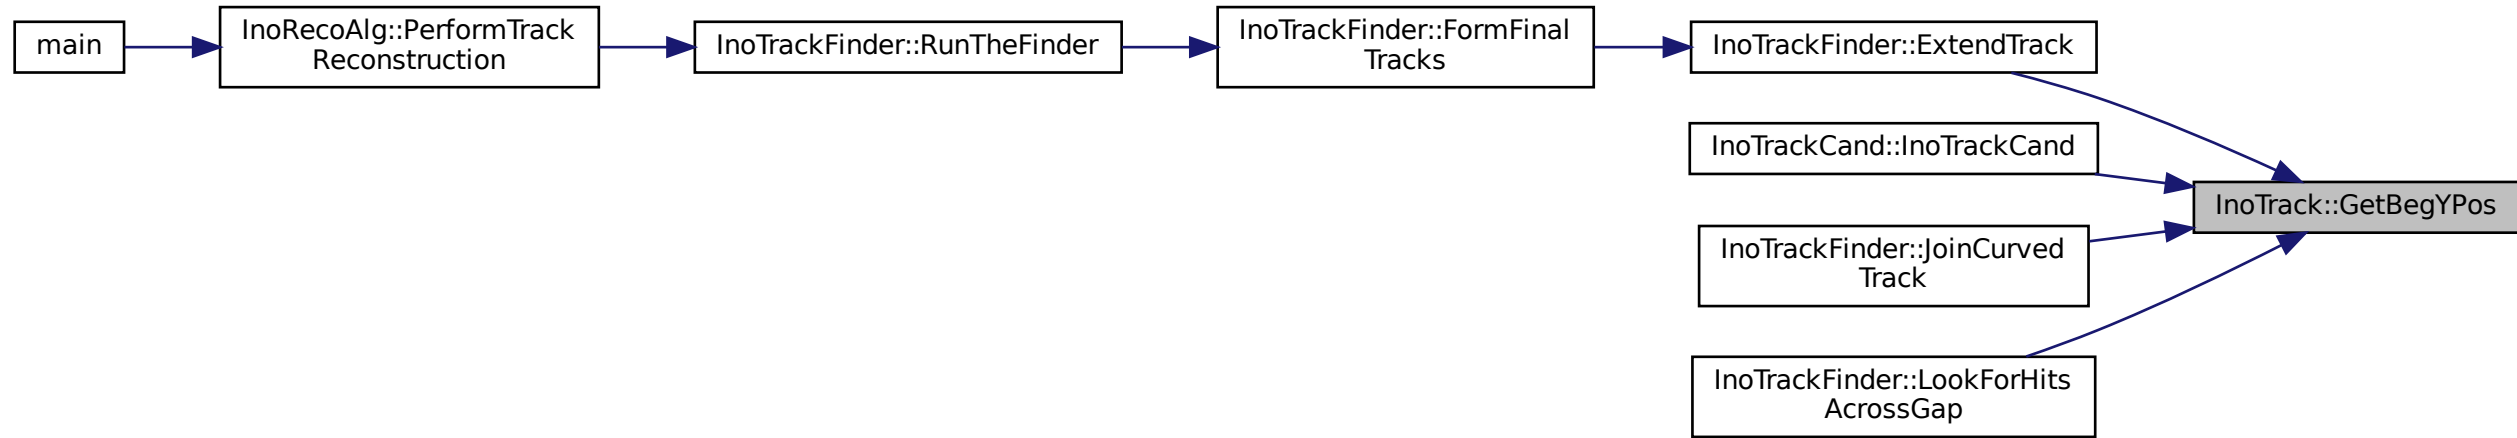 main
InoRecoAlg::PerformTrack
Reconstruction
InoTrackFinder::RunTheFinder
InoTrackFinder::FormFinal
Tracks
InoTrackFinder::ExtendTrack
InoTrackCand::InoTrackCand
InoTrackFinder::JoinCurved
Track
InoTrackFinder::LookForHits
AcrossGap
InoTrack::GetBegYPos